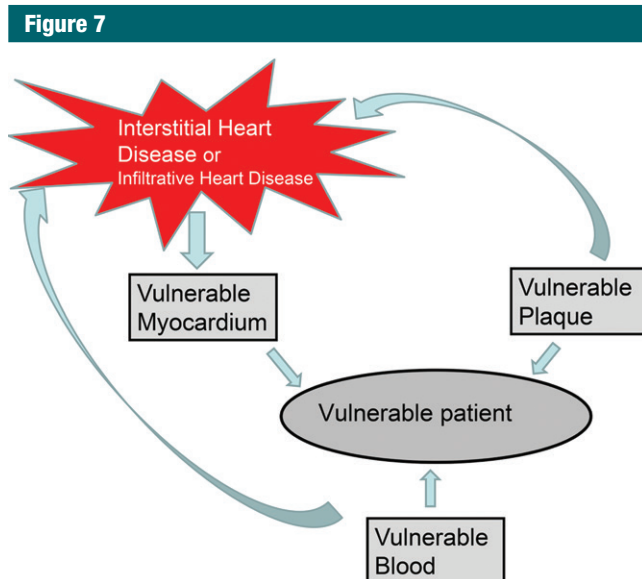 Figure 7
Interstitial Heart
Disease or
Infiltrative Heart Disease
Vulnerable
Myocardium
Vulnerable
Plaque
Vulnerable patient
Vulnerable
Blood